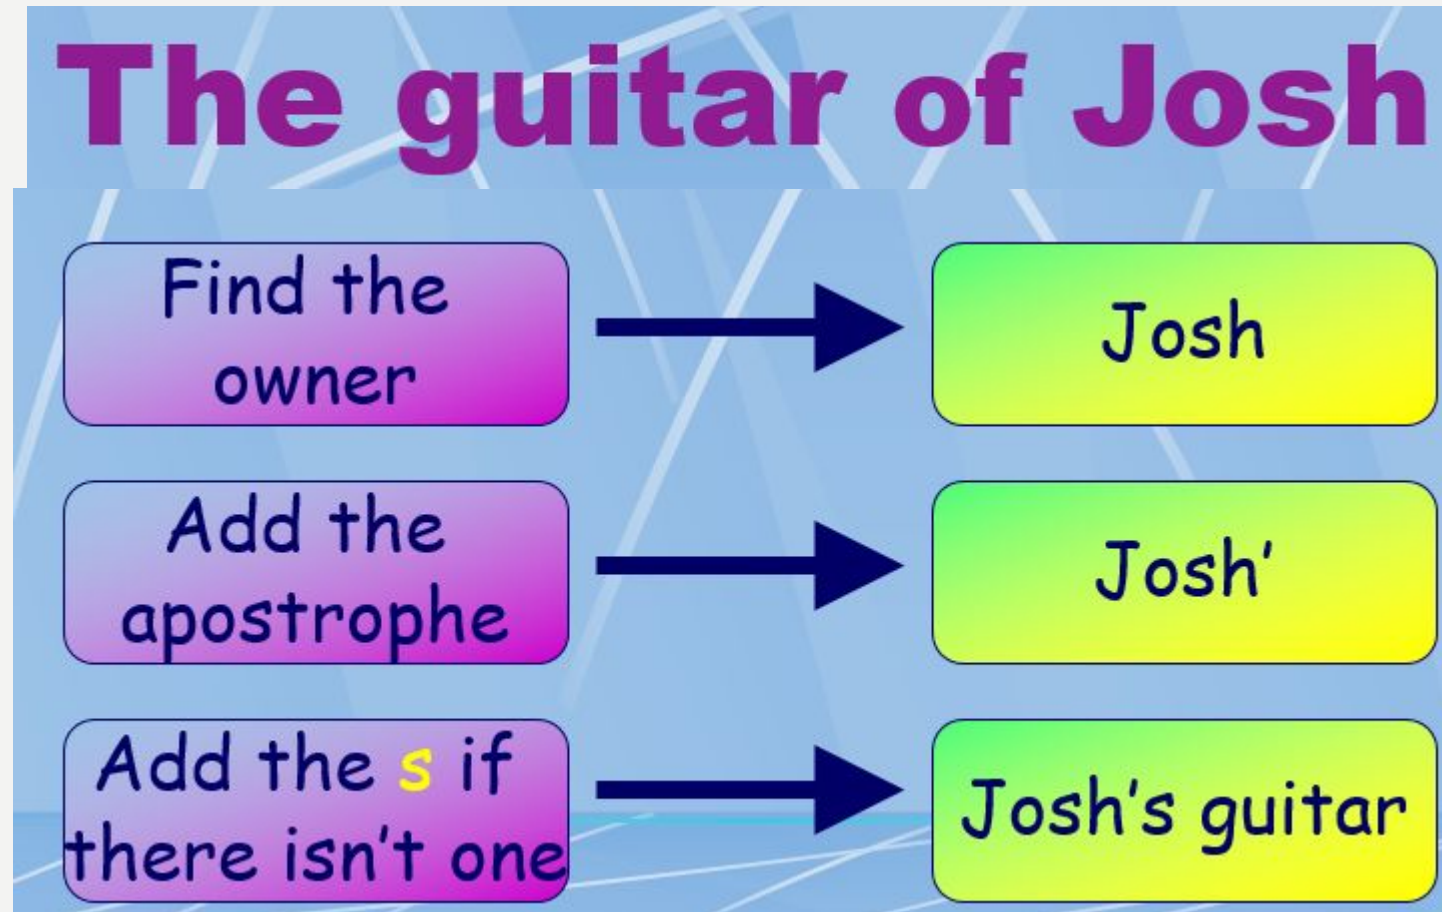 The guitar of Josh
Find the
owner
Josh
Add the
apostrophe
Josh’
Add the s if
there isn’t one
Josh’s guitar